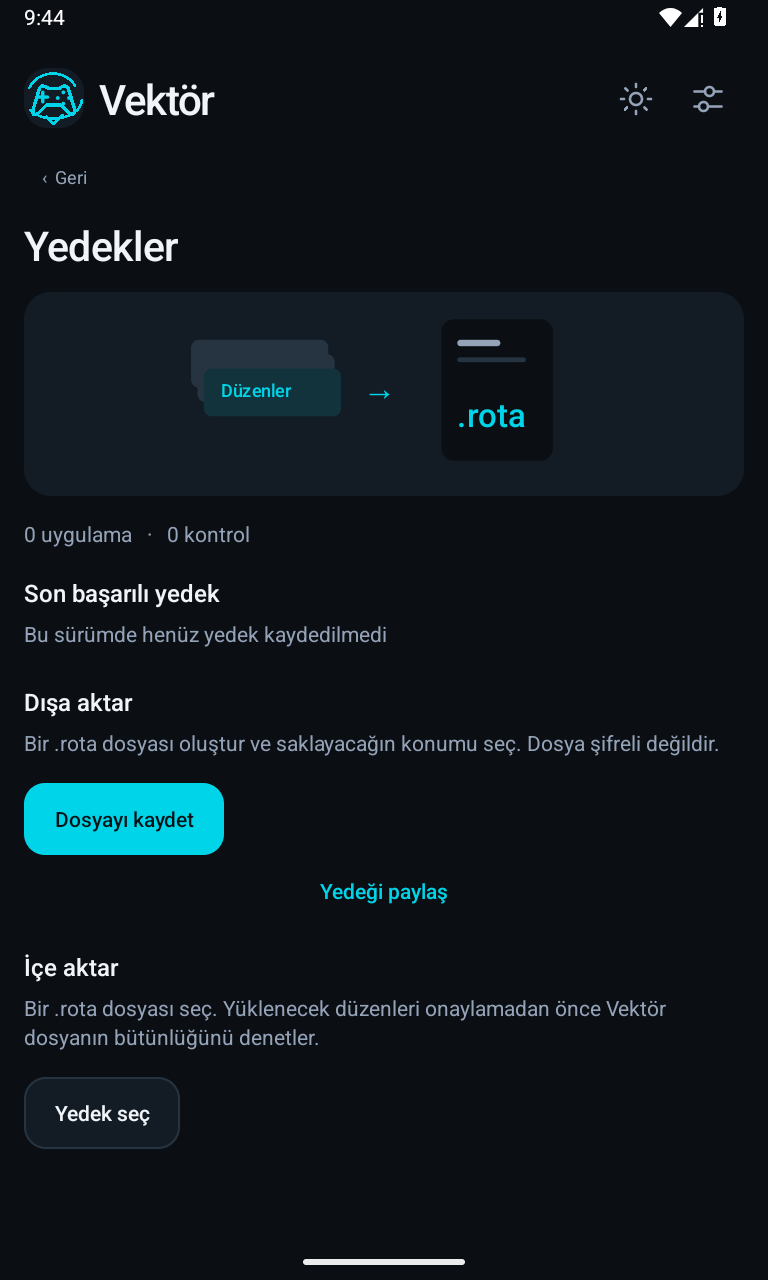 9:44
Vektör
‹ Geri
Yedekler
Düzenler
→
.rota
0 uygulama · 0 kontrol
Son başarılı yedek
Bu sürümde henüz yedek kaydedilmedi
Dışa aktar
Bir .rota dosyası oluştur ve saklayacağın konumu seç. Dosya şifreli değildir.
Dosyayı kaydet
Yedeği paylaş
İçe aktar
Bir .rota dosyası seç. Yüklenecek düzenleri onaylamadan önce Vektör
dosyanın bütünlüğünü denetler.
Yedek seç